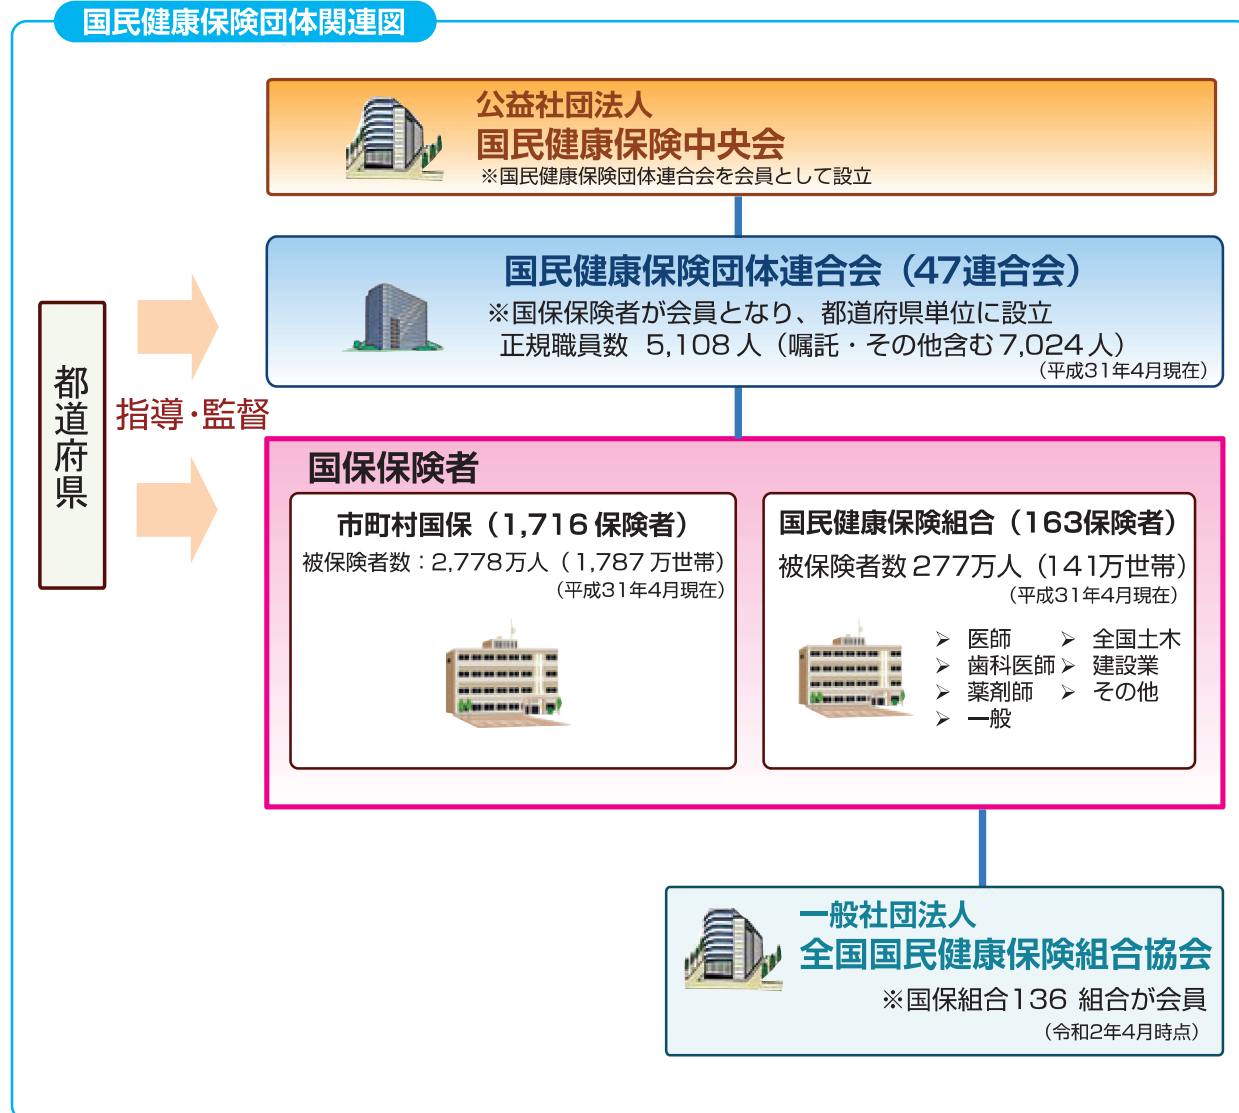 国民健康保険団体関連図
公益社団法人
国民健康保険中央会
※国民健康保険団体連合会を会員として設立
国民健康保険団体連合会（47連合会）
※国保保険者が会員となり、都道府県単位に設立
正規職員数 5,108人（嘱託・その他含む7,024人）
（平成31年4月現在）
都道府県
指導・監督
国保保険者
市町村国保（1,716保険者）
被保険者数：2,778万人（1,787万世帯）
（平成31年4月現在）
国民健康保険組合（163保険者）
被保険者数 277万人（141万世帯）
（平成31年4月現在）
➢ 医師 ➢ 全国土木
➢ 歯科医師 ➢ 建設業
➢ 薬剤師 ➢ その他
➢ 一般
一般社団法人
全国国民健康保険組合協会
※国保組合136 組合が会員
（令和2年4月時点）